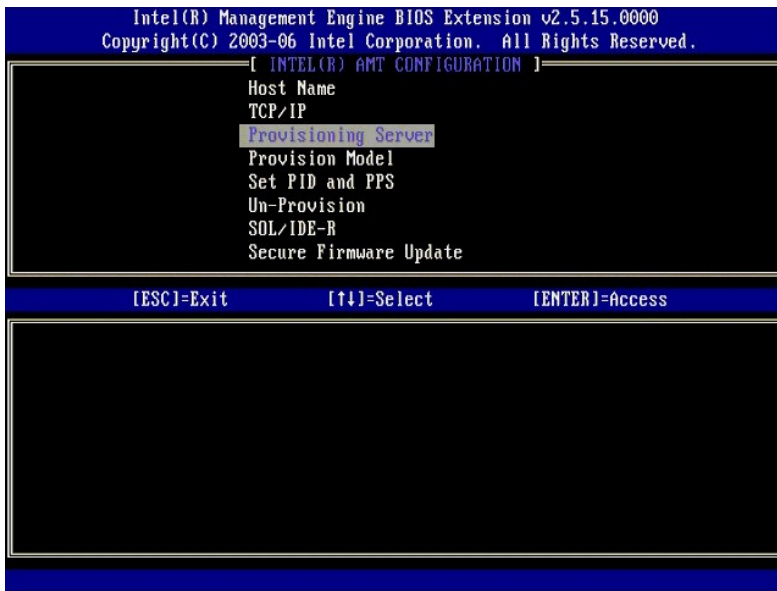 Intel(R) Management Engine BIOS Extension v2.5.15.0000
Copyright(C) 2003-06 Intel Corporation. All Rights Reserved.
[ INTEL(R) AMT CONFIGURATION ]
Host Name
TCP/IP
Provisioning Server
Provision Model
Set PID and PPS
Un-Provision
SOL/IDE-R
Secure Firmware Update
[ESC]=Exit [↑↓]=Select [ENTER]=Access